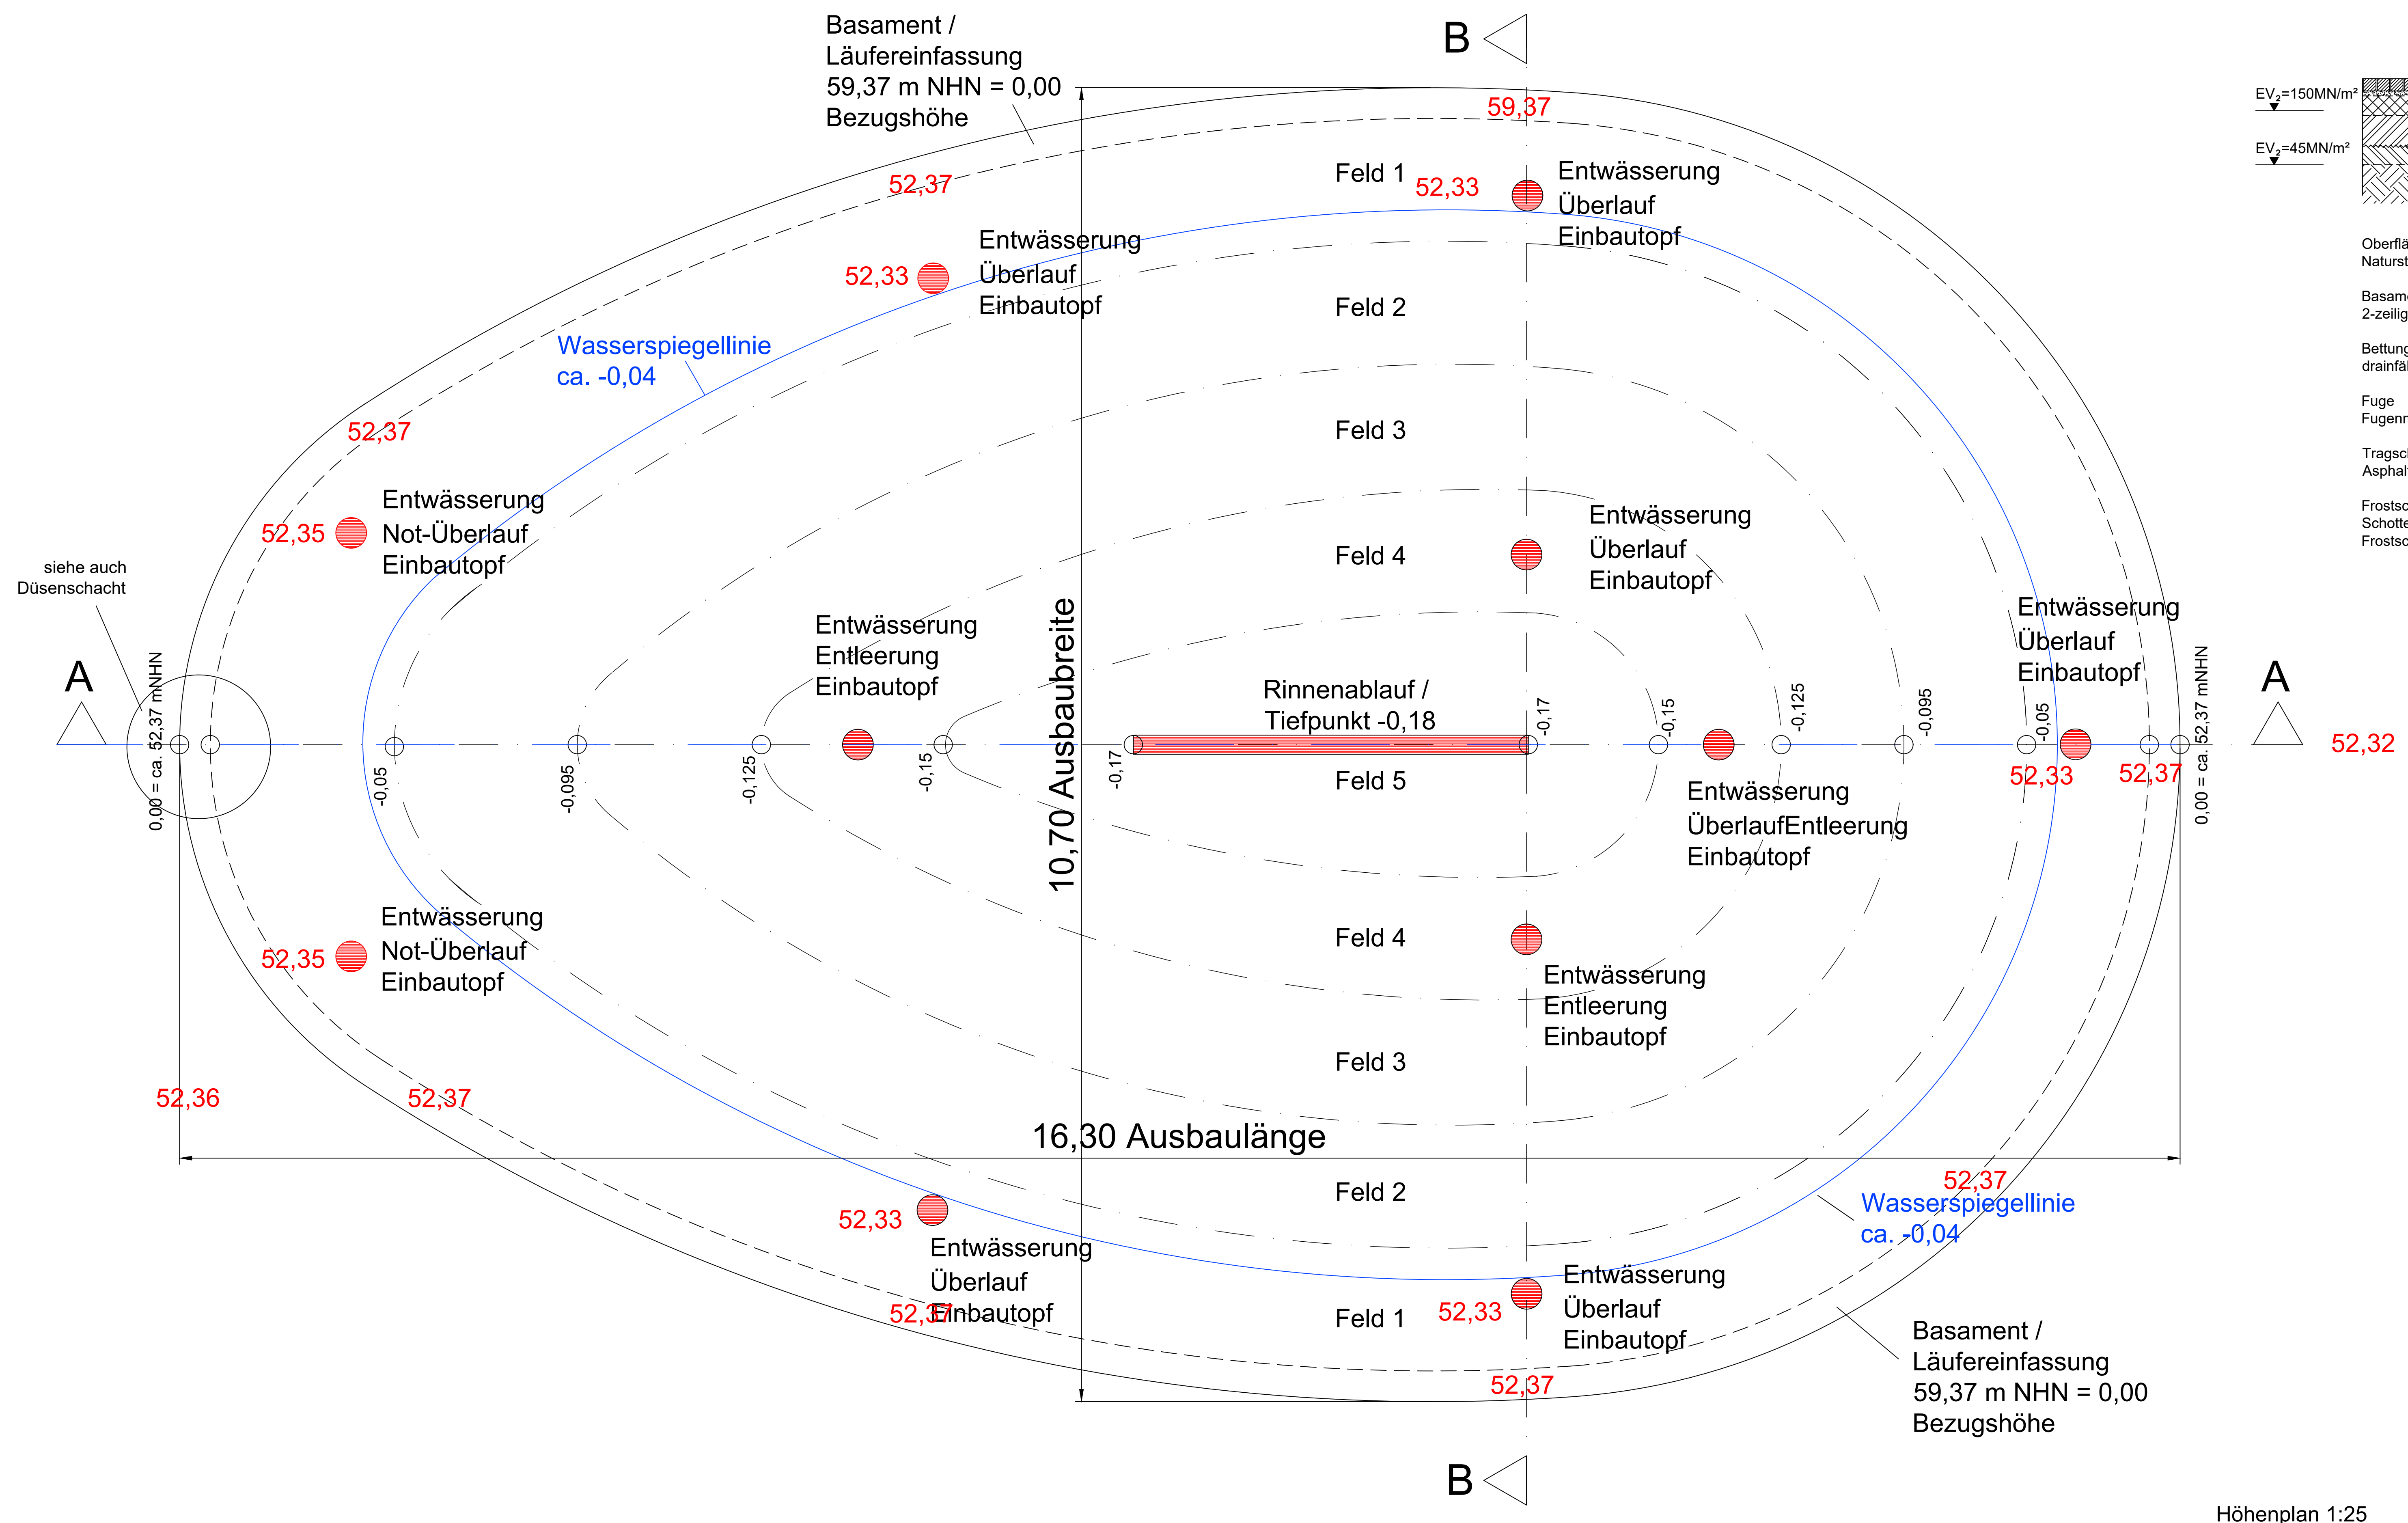 Basament /
Läufereinfassung
59,37 m NHN = 0,00
Bezugshöhe
B
59,37
EV2=150MN/m²
EV2=45MN/m²
52,37
Feld 1
52,33
Entwässerung
Überlauf
Einbautopf
52,33
Entwässerung
Überlauf
Einbautopf
Feld 2
Wasserspiegellinie
ca. -0,04
52,37
Feld 3
52,35
Entwässerung
Not-Überlauf
Einbautopf
Feld 4
Entwässerung
Überlauf
Einbautopf
siehe auch
Düsenschacht
Entwässerung
Entleerung
Einbautopf
Entwässerung
Überlauf
Einbautopf
A
0,00 = ca. 52,37 mNHN
10,70 Ausbaubreite
Rinnenablauf /
Tiefpunkt -0,18
-0,05
-0,095
-0,125
-0,15
-0,17
-0,17
-0,15
-0,125
-0,095
-0,05
0,00 = ca. 52,37 mNHN
A
52,32
52,33
52,37
Feld 5
Entwässerung
ÜberlaufEntleerung
Einbautopf
52,35
Entwässerung
Not-Überlauf
Einbautopf
Feld 4
Entwässerung
Entleerung
Einbautopf
Feld 3
52,36
52,37
16,30 Ausbaulänge
52,37
Wasserspiegellinie
ca. -0,04
Feld 2
52,33
Entwässerung
Überlauf
Einbautopf
52,37
Feld 1
52,33
Entwässerung
Überlauf
Einbautopf
52,37
Basament /
Läufereinfassung
59,37 m NHN = 0,00
Bezugshöhe
B
Fuge
Höhenplan 1:25